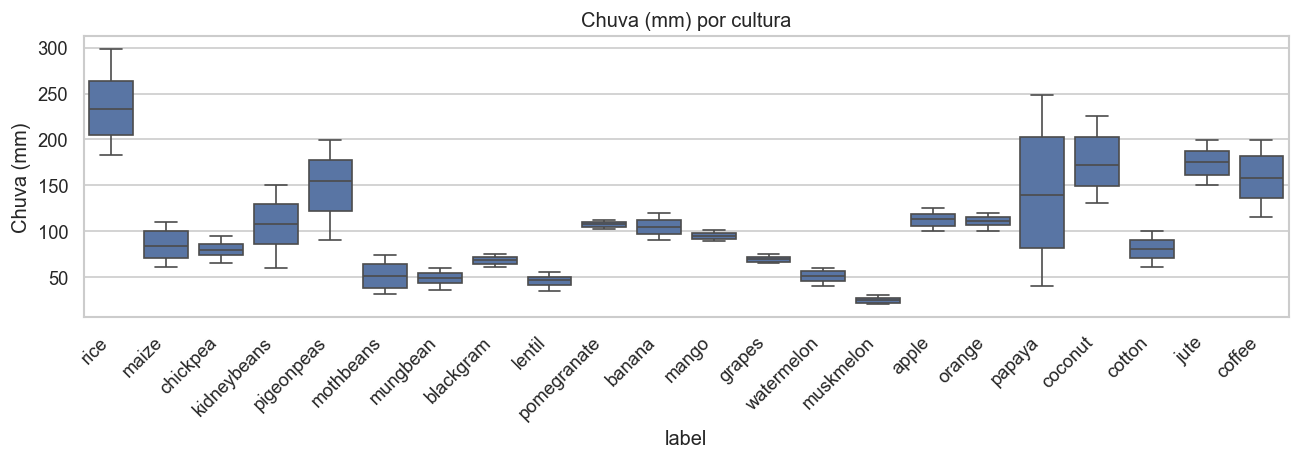 Chuva (mm) por cultura
Chuva (mm)
300
250
200
150
100
50
rice
maize
chickpea
kidneybeans
pigeonpeas
mothbeans
mungbean
blackgram
lentil
pomegranate
banana
mango
grapes
watermelon
muskmelon
apple
orange
papaya
coconut
cotton
jute
coffee
label